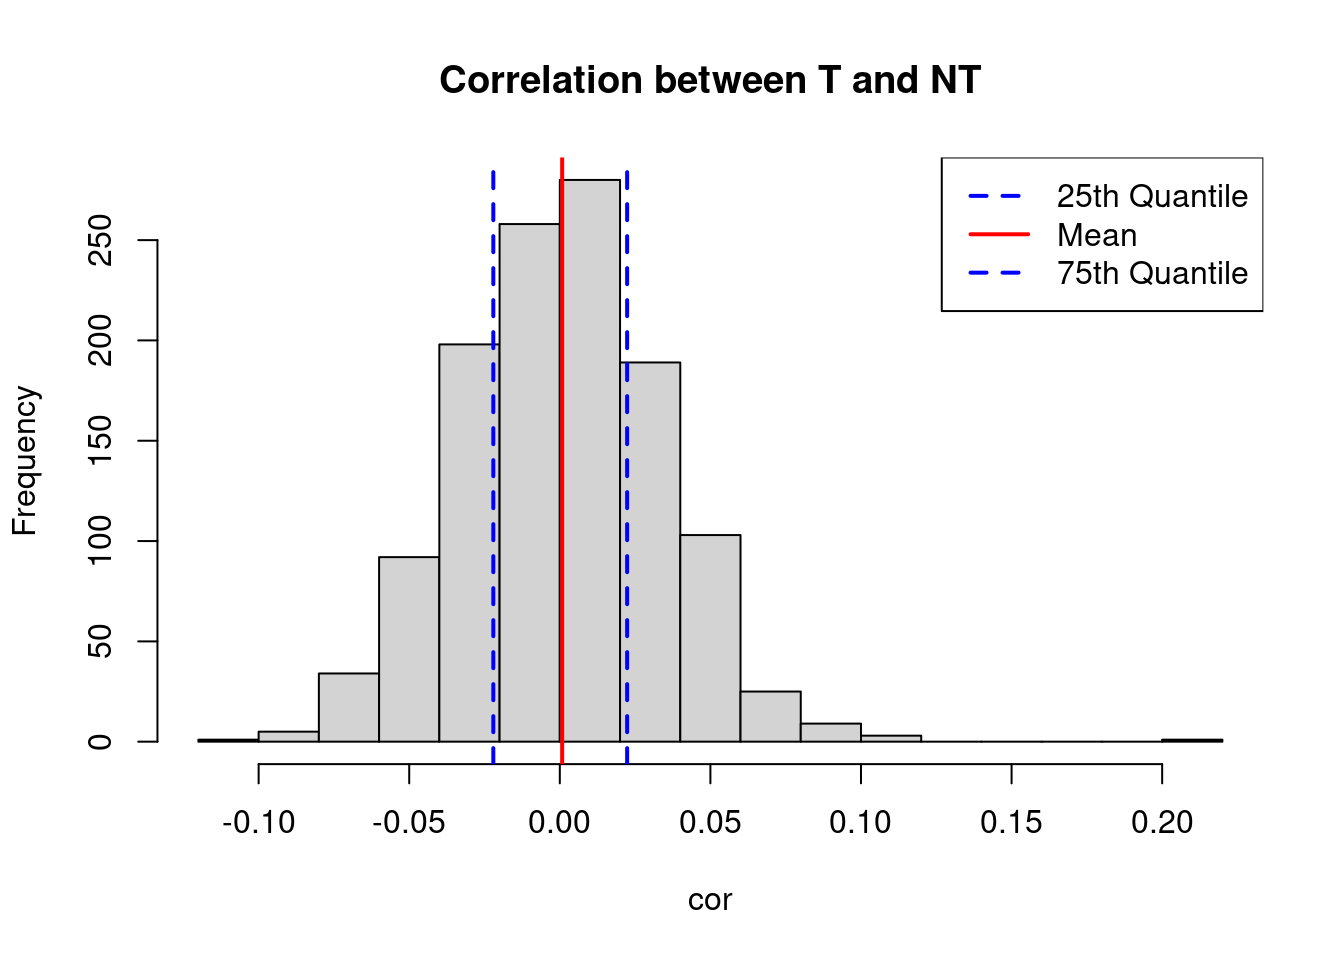 Correlation between T and NT
25th Quantile
Mean
75th Quantile
Frequency
250
200
150
100
50
0
-0.10 -0.05 0.00 0.05 0.10 0.15 0.20
cor